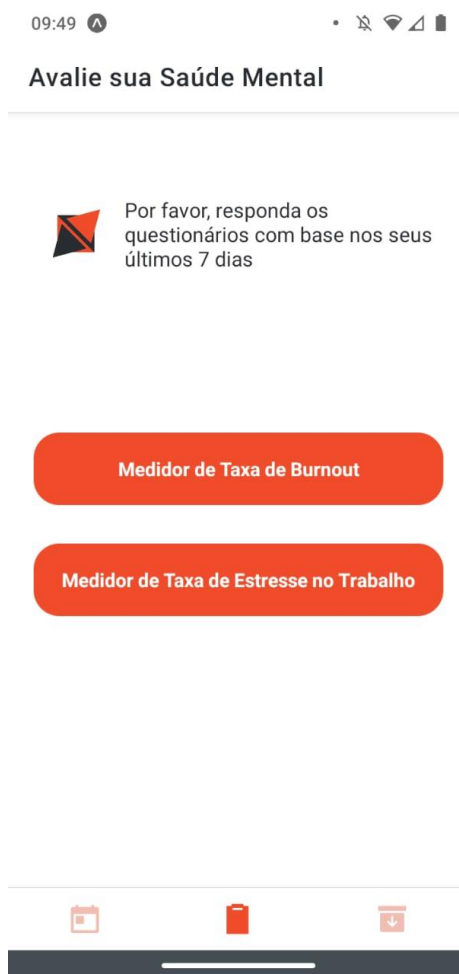 09:49
Avalie sua Saúde Mental
Por favor, responda os
questionários com base nos seus
últimos 7 dias
Medidor de Taxa de Burnout
Medidor de Taxa de Estresse no Trabalho